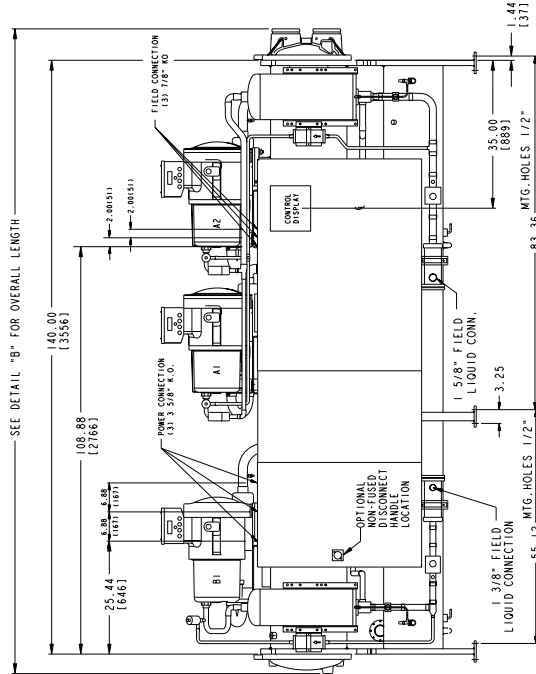 SEE DETAIL "B" FOR OVERALL LENGTH
140.00
[3556]
108.88
[2766]
2.00(51)
2.00(51)
25.44
[646]
6.88
(167)
6.88
(167)
FIELD CONNECTION
(3) 7/8" KO
POWER CONNECTION
(3) 3 5/8" K.O.
B1
A1
A2
CONTROL
DISPLAY
OPTIONAL
NON-FUSED
DISCONNECT
HANDLE
LOCATION
1.44
[37]
35.00
[889]
1 3/8" FIELD
LIQUID CONNECTION
1 5/8" FIELD
LIQUID CONN.
3.25
MTG.HOLES 1/2"
MTG.HOLES 1/2"
83.36